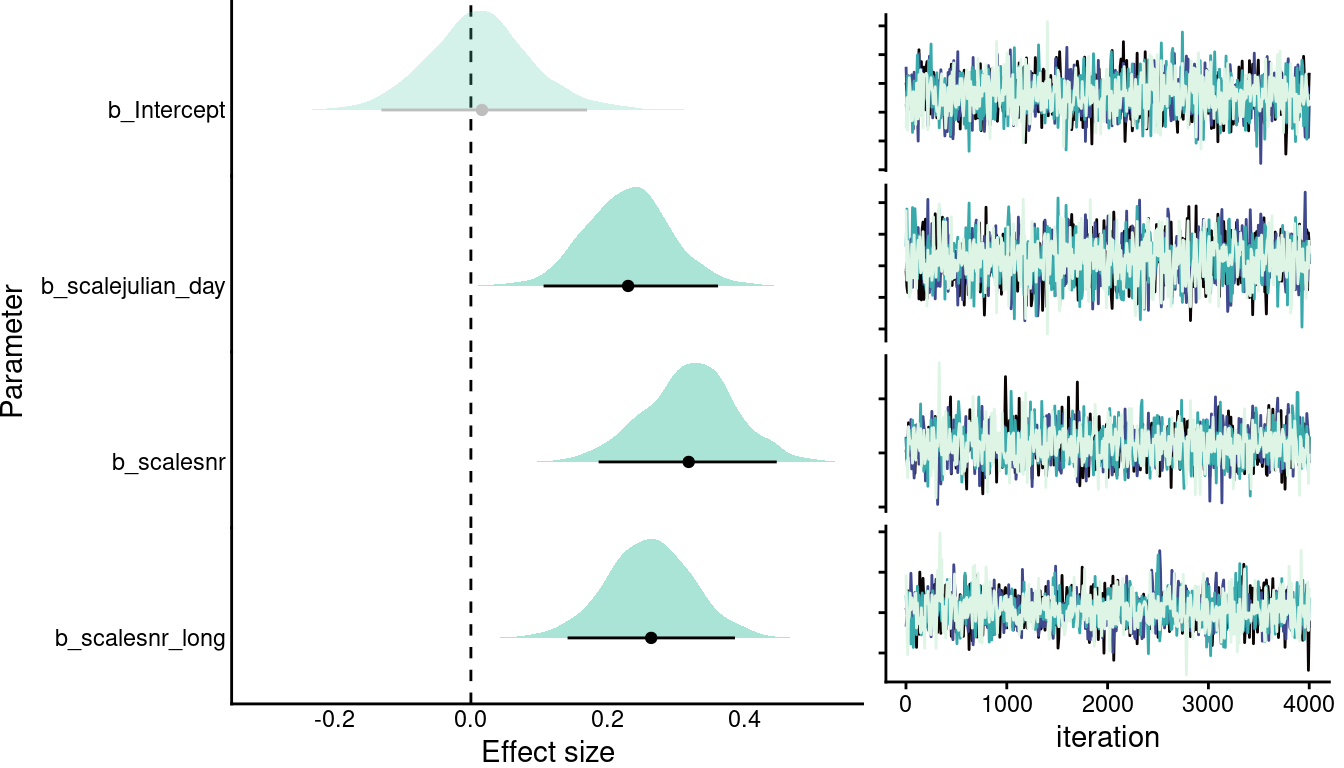 Parameter
b_Intercept
b_scalejulian_day
b_scalesnr
b_scalesnr_long
-0.2 0.0 0.2 0.4
Effect size
0 1000 2000 3000 4000
iteration